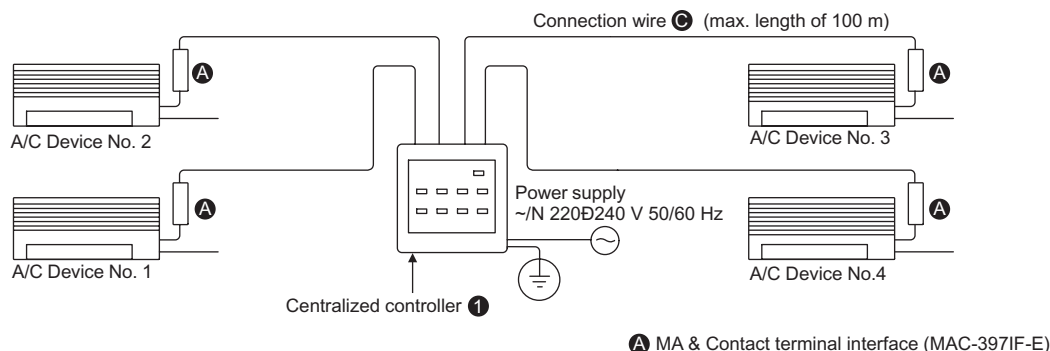 Connection wire C (max. length of 100 m)
A
A
A/C Device No. 2
A/C Device No. 3
Power supply
~/N 220Ð240 V 50/60 Hz
A
A
A/C Device No. 1
A/C Device No.4
Centralized controller 1
A MA & Contact terminal interface (MAC-397IF-E)